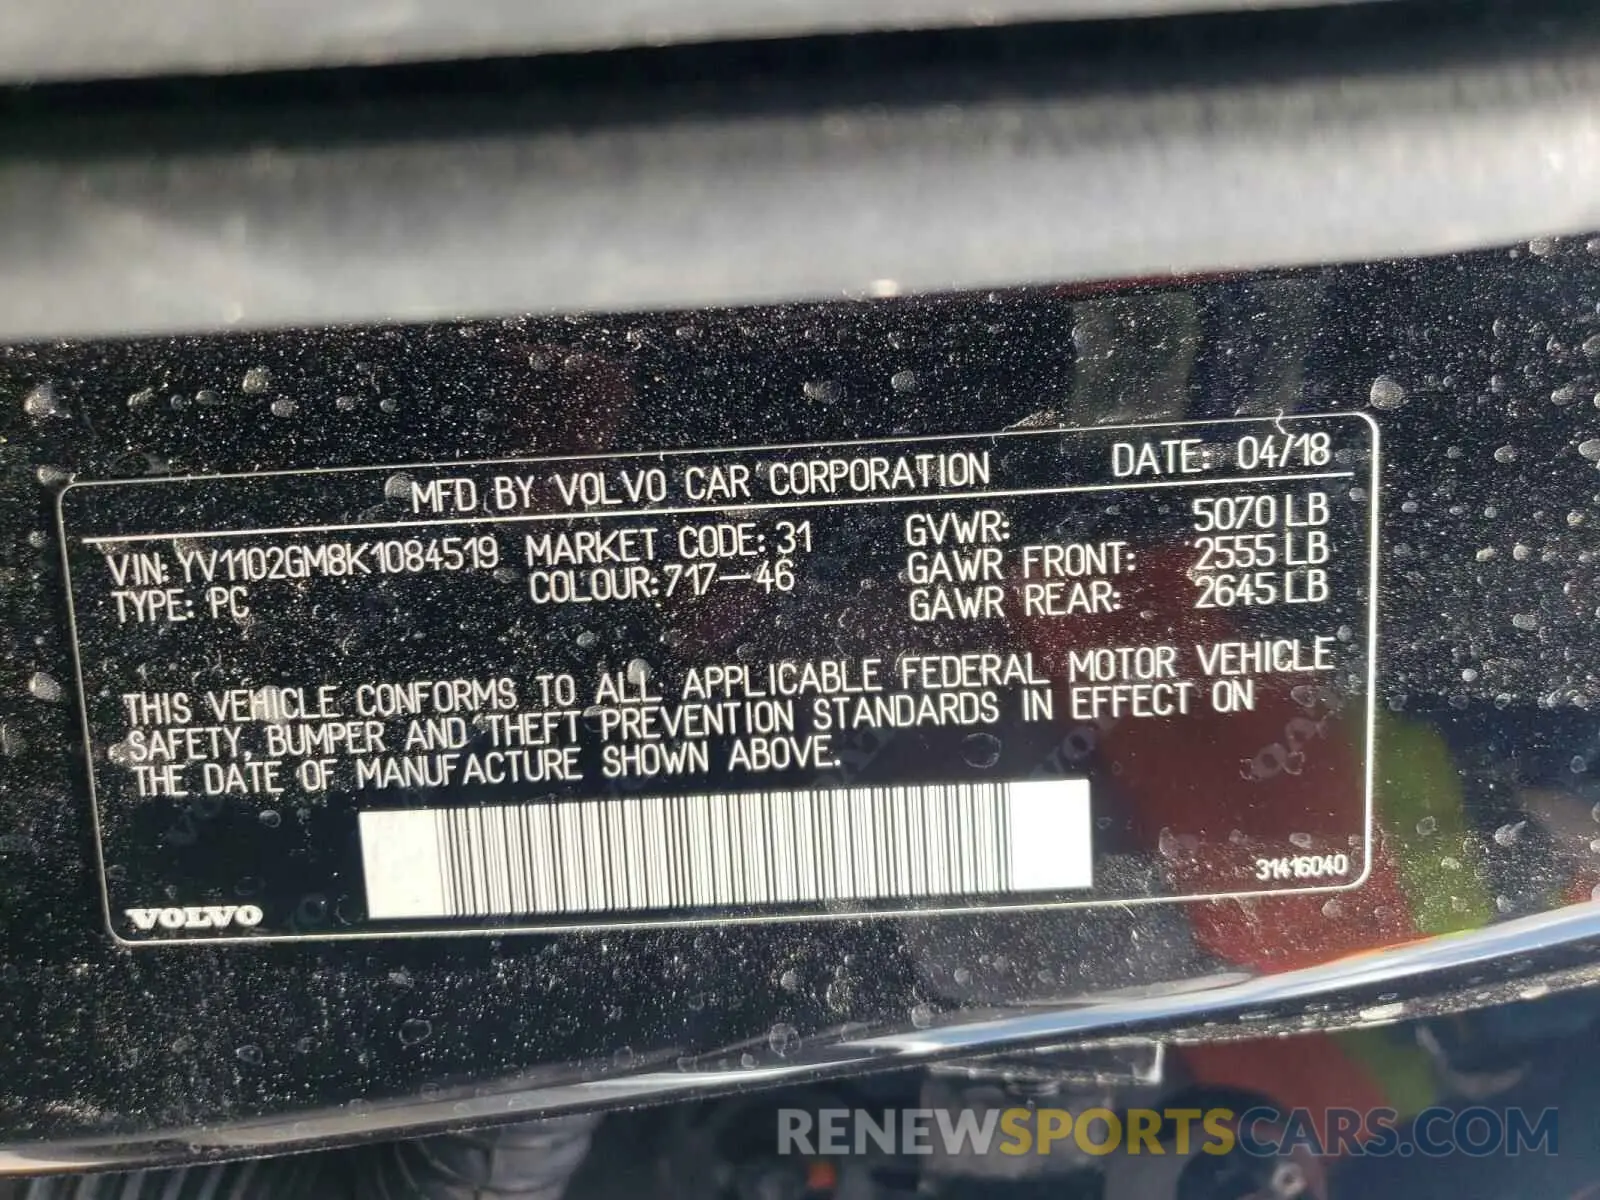 MFD BY VOLVO CAR CORPORATION DATE: 04/18
VIN: YV1102GM8K1084519 MARKET CODE: 31 GVWR: 5070 LB
TYPE: PC COLOUR: 717-46 GAWR FRONT: 2555 LB
GAWR REAR: 2645 LB
THIS VEHICLE CONFORMS TO ALL APPLICABLE FEDERAL MOTOR VEHICLE
SAFETY, BUMPER AND THEFT PREVENTION STANDARDS IN EFFECT ON
THE DATE OF MANUFACTURE SHOWN ABOVE.
31416040
VOLVO
RENEWSPORTSCARS.COM